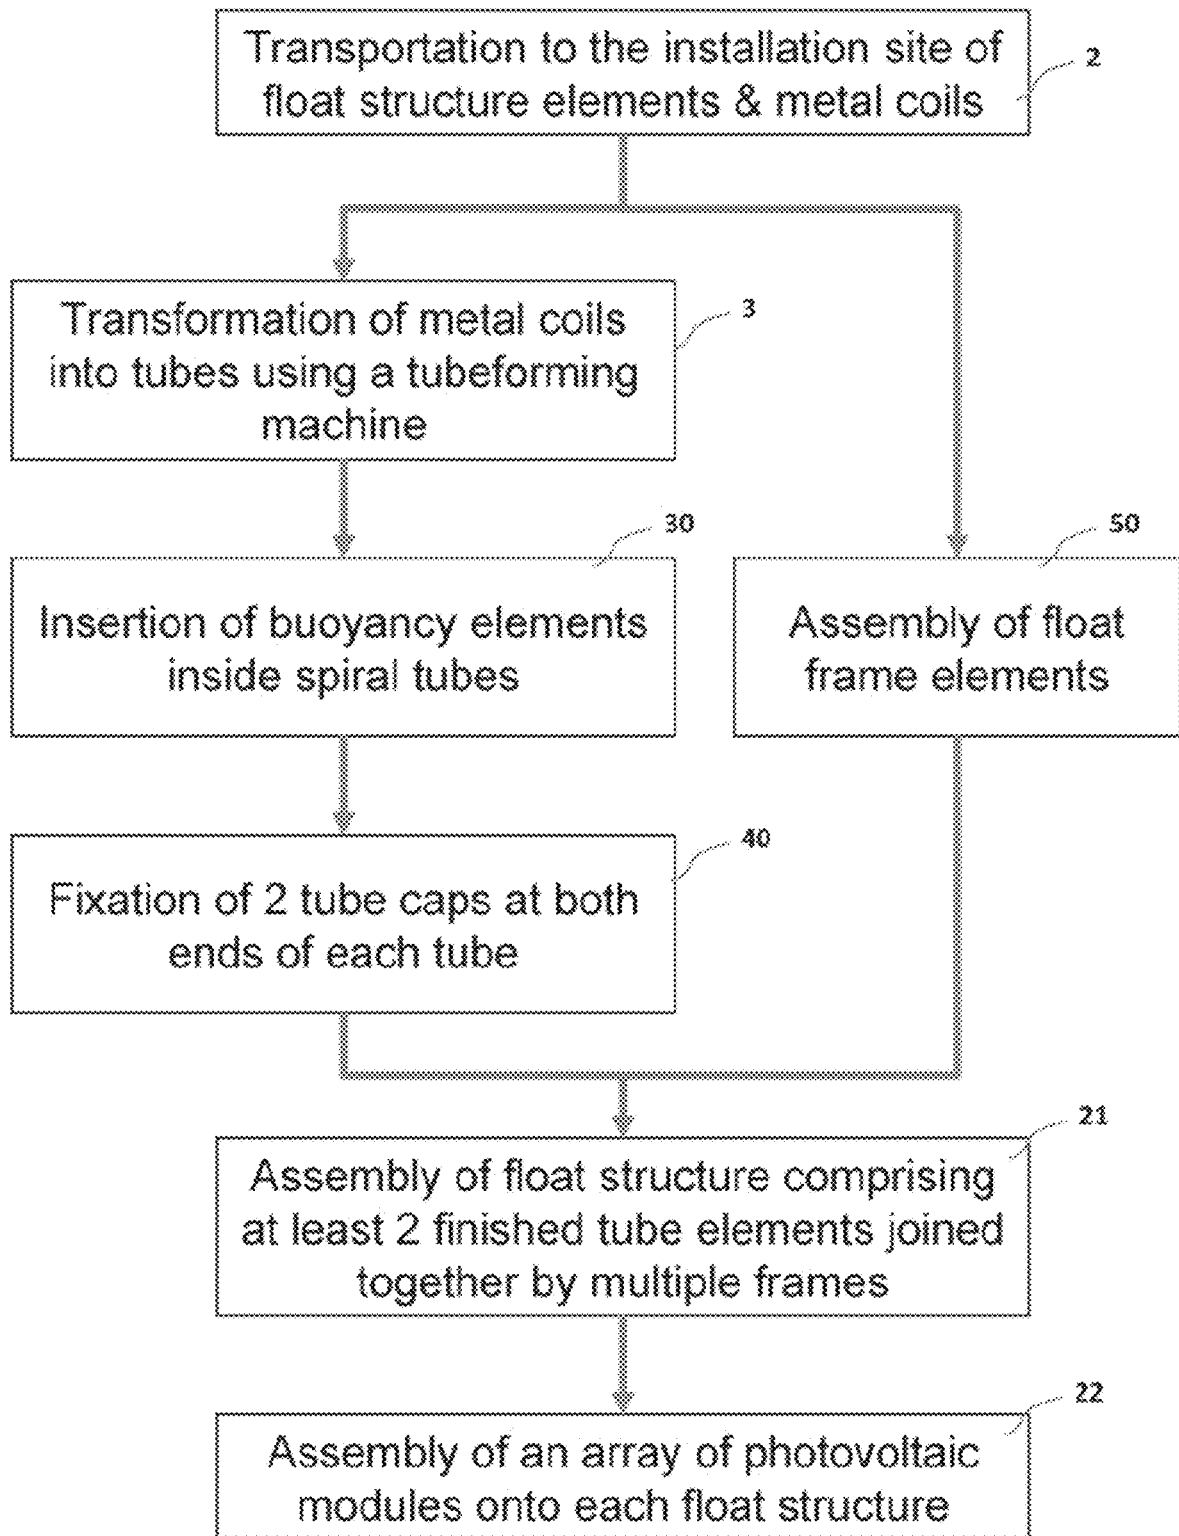 Transportation to the installation site of
float structure elements & metal coils
2
Transformation of metal coils
into tubes using a tubeforming
machine
3
Insertion of buoyancy elements
inside spiral tubes
30
Assembly of float
frame elements
50
Fixation of 2 tube caps at both
ends of each tube
40
Assembly of float structure comprising
at least 2 finished tube elements joined
together by multiple frames
21
Assembly of an array of photovoltaic
modules onto each float structure
22